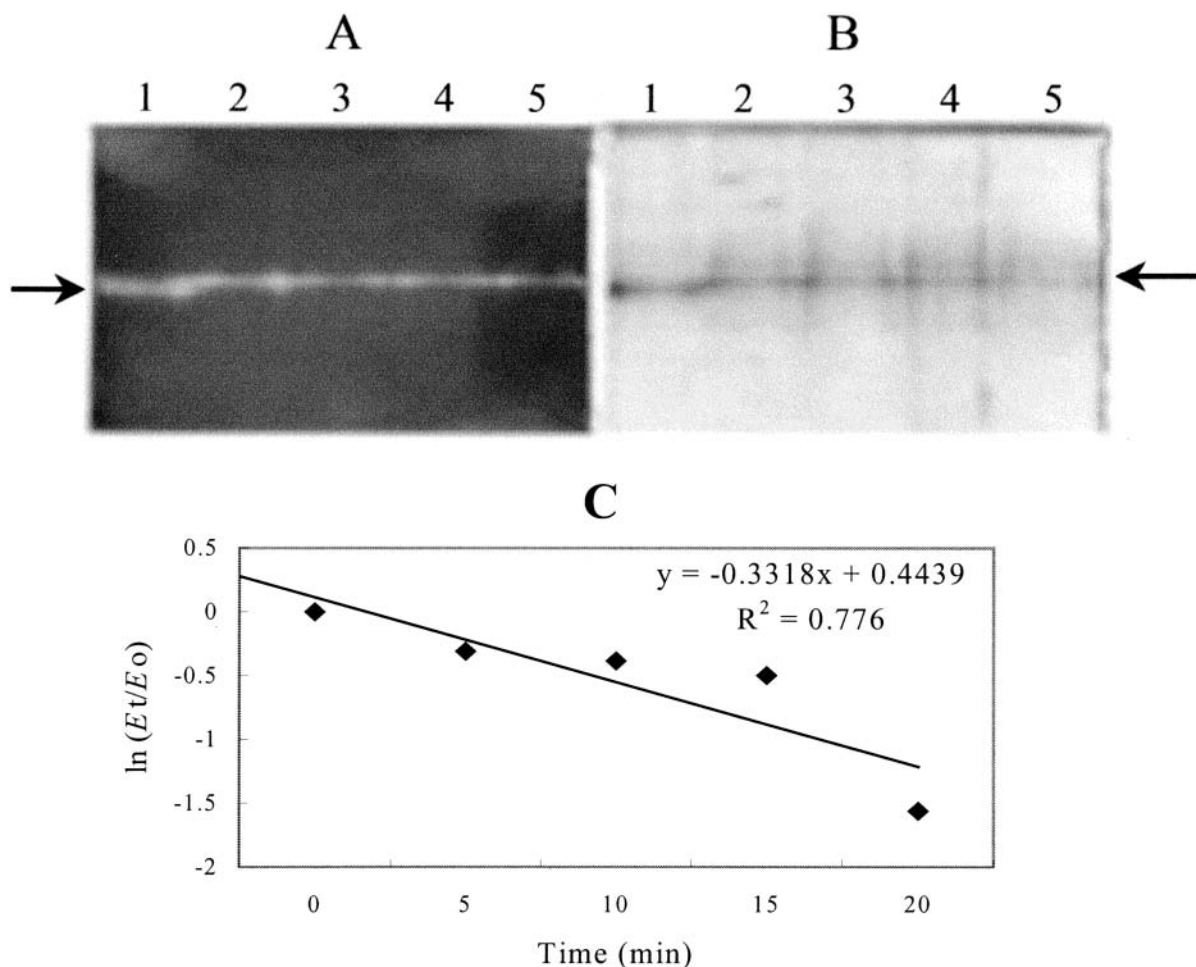 A B
1 2 3 4 5 1 2 3 4 5
C
y = -0.3318x + 0.4439
R² = 0.776
0.5
0
-0.5
-1
-1.5
-2
ln (Et/Eo)
0 5 10 15 20
Time (min)